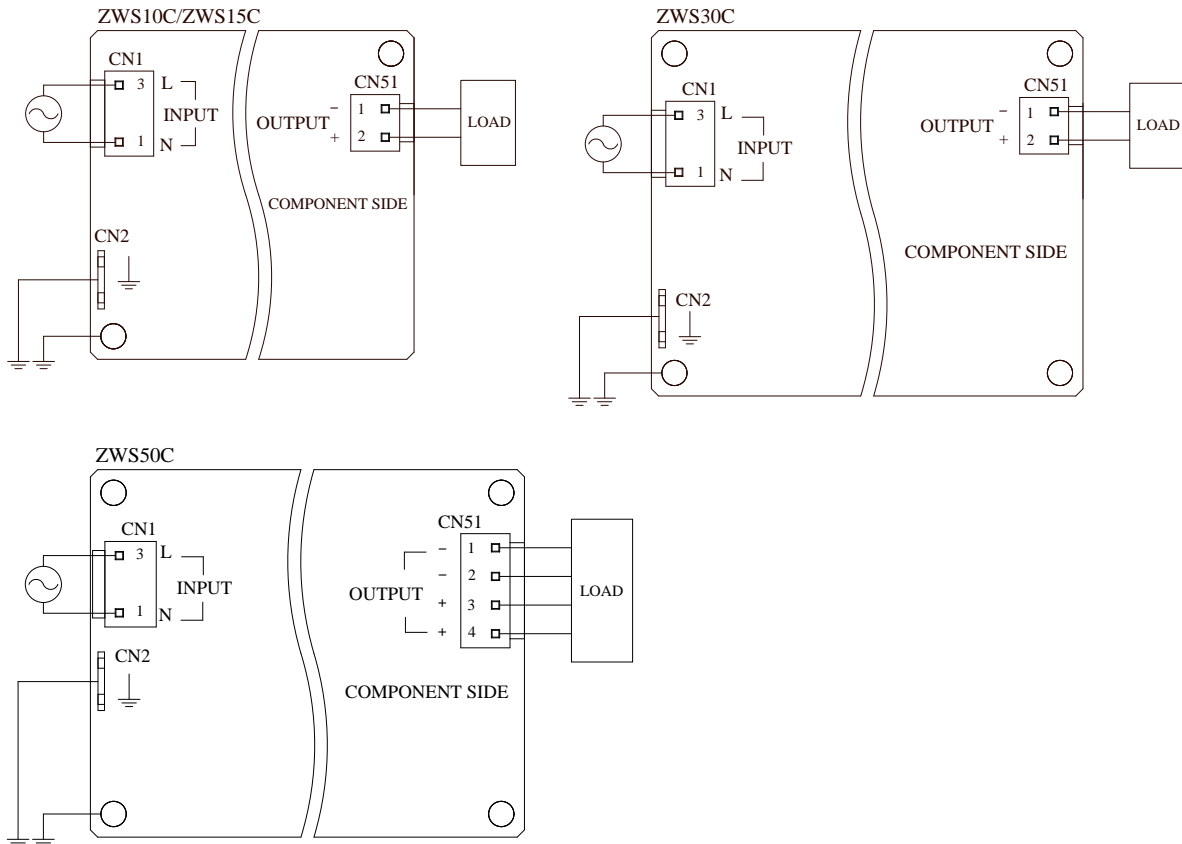 ZWS10C/ZWS15C
CN1
3 L
INPUT
1 N
CN51
− 1
OUTPUT
+ 2
LOAD
COMPONENT SIDE
CN2
ZWS30C
CN1
3 L
INPUT
1 N
CN51
− 1
OUTPUT
+ 2
LOAD
COMPONENT SIDE
CN2
ZWS50C
CN1
3 L
INPUT
1 N
CN51
− 1
− 2
OUTPUT
+ 3
+ 4
LOAD
CN2
COMPONENT SIDE